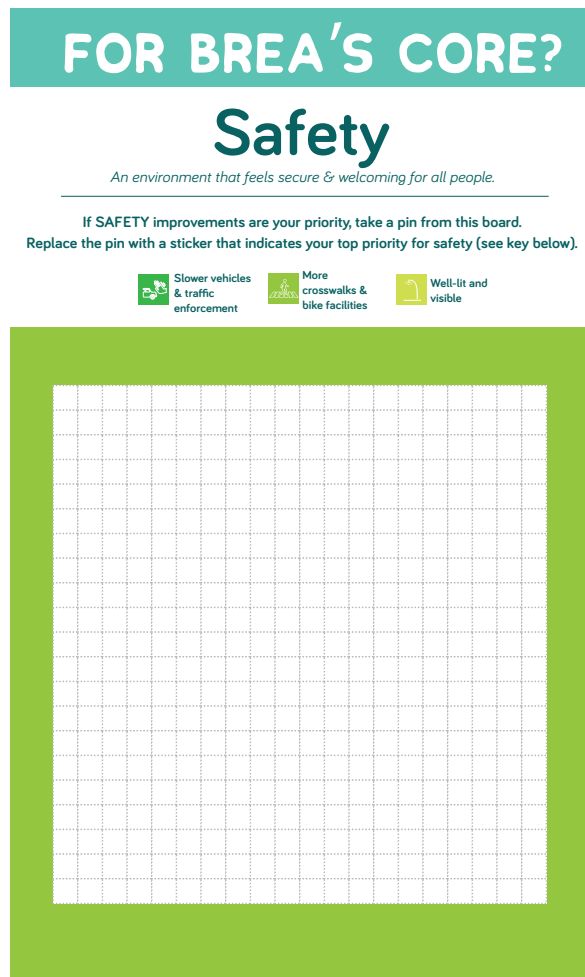 FOR BREA'S CORE?
Safety
An environment that feels secure & welcoming for all people.
If SAFETY improvements are your priority, take a pin from this board.
Replace the pin with a sticker that indicates your top priority for safety (see key below).
Slower vehicles
& traffic
enforcement
More
crosswalks &
bike facilities
Well-lit and
visible